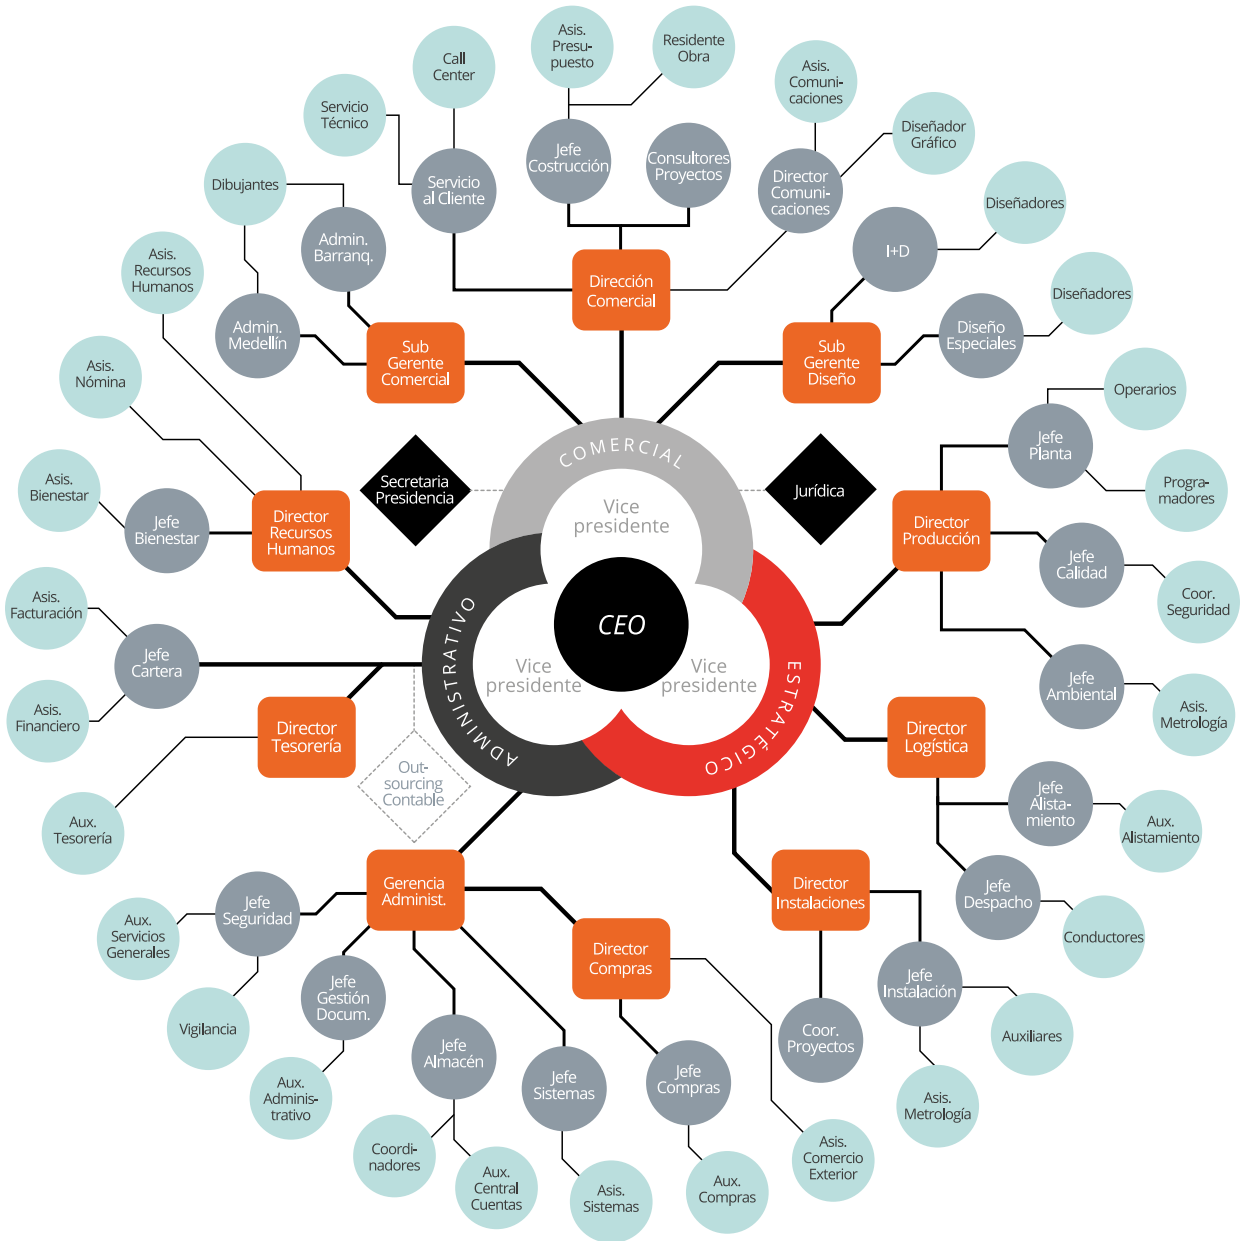 Asis.
Presu-
puesto
Residente
Obra
Call
Center
Asis.
Comuni-
caciones
Servicio
Técnico
Diseñador
Gráfico
Jefe
Costrucción
Consultores
Proyectos
Director
Comuni-
caciones
Servicio
al Cliente
Dibujantes
Diseñadores
Admin.
Barranq.
I+D
Asis.
Recursos
Humanos
Dirección
Comercial
Diseñadores
Admin.
Medellín
Sub
Gerente
Comercial
Sub
Gerente
Diseño
Diseño
Especiales
Asis.
Nómina
Operarios
Jefe
Planta
COMERCIAL
Secretaria
Presidencia
Jurídica
Asis.
Bienestar
Progra-
madores
Vice
presidente
Jefe
Bienestar
Director
Recursos
Humanos
Director
Producción
Jefe
Calidad
Asis.
Facturación
Coor.
Seguridad
CEO
Jefe
Cartera
ADMINISTRATIVO
Vice
presidente
Vice
presidente
ESTRATÉGICO
Jefe
Ambiental
Asis.
Financiero
Asis.
Metrología
Director
Tesorería
Director
Logística
Out-
sourcing
Contable
Jefe
Alista-
miento
Aux.
Tesorería
Aux.
Alistamiento
Gerencia
Administ.
Director
Instalaciones
Jefe
Despacho
Jefe
Seguridad
Aux.
Servicios
Generales
Conductores
Director
Compras
Jefe
Gestión
Docum.
Jefe
Instalación
Vigilancia
Auxiliares
Jefe
Almacén
Coor.
Proyectos
Jefe
Sistemas
Jefe
Compras
Aux.
Adminis-
trativo
Asis.
Metrología
Coordi-
nadores
Asis.
Comercio
Exterior
Aux.
Central
Cuentas
Asis.
Sistemas
Aux.
Compras